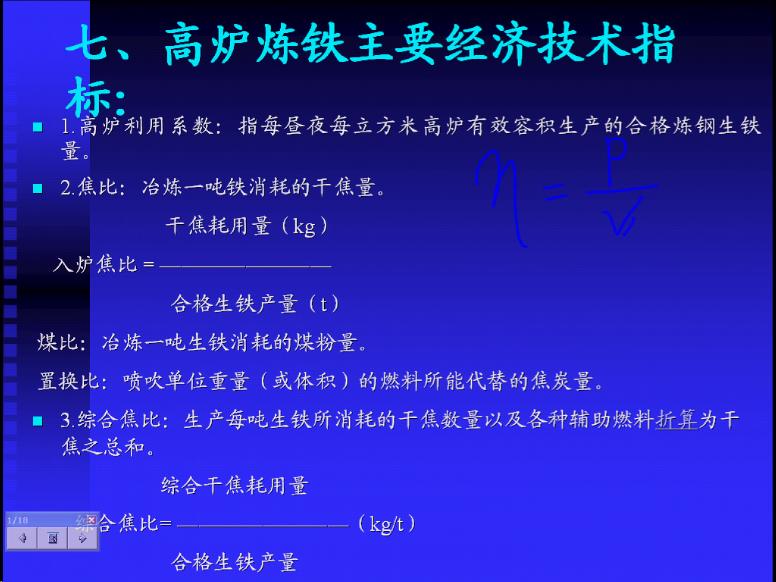 七、高炉炼铁主要经济技术指
标：
1.高炉利用系数：指每昼夜每立方米高炉有效容积生产的合格炼钢生铁
量。
η = P
V
2.焦比：冶炼一吨铁消耗的干焦量。
干焦耗用量（kg）
入炉焦比 = ————————
合格生铁产量（t）
煤比：冶炼一吨生铁消耗的煤粉量。
置换比：喷吹单位重量（或体积）的燃料所能代替的焦炭量。
3.综合焦比：生产每吨生铁所消耗的干焦数量以及各种辅助燃料折算为干
焦之总和。
综合干焦耗用量
1/18
综合焦比= ————————（kg/t）
合格生铁产量